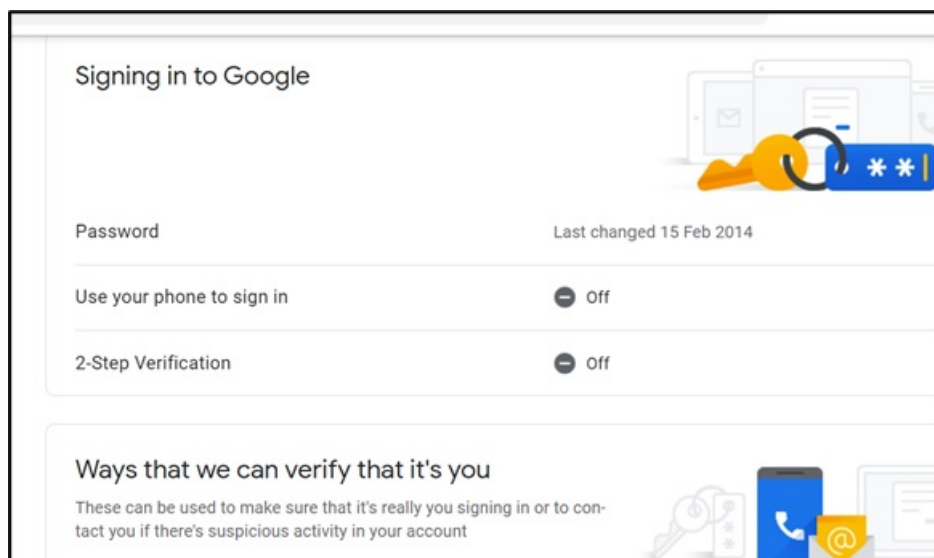 Signing in to Google
**
Password
Last changed 15 Feb 2014
Use your phone to sign in
Off
2-Step Verification
Off
Ways that we can verify that it's you
These can be used to make sure that it's really you signing in or to con-
tact you if there's suspicious activity in your account
@